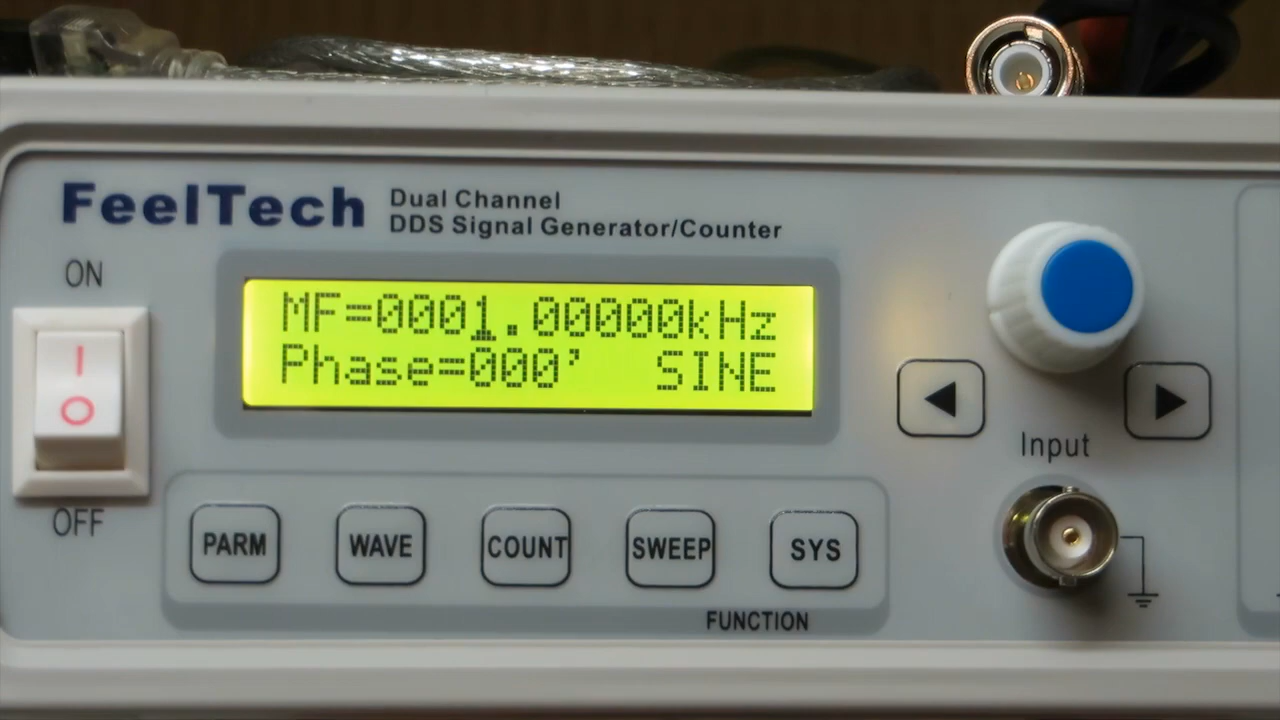 FeelTech
Dual Channel
DDS Signal Generator/Counter
ON
MF=0001.00000kHz
Phase=000' SINE
I
O
OFF
Input
PARM
WAVE
COUNT
SWEEP
SYS
FUNCTION